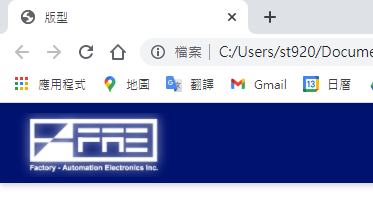 版型
檔案 | C:/Users/st920/Docume
應用程式 地圖 翻譯 Gmail 13 日曆
FAE
Factory - Automation Electronics Inc.